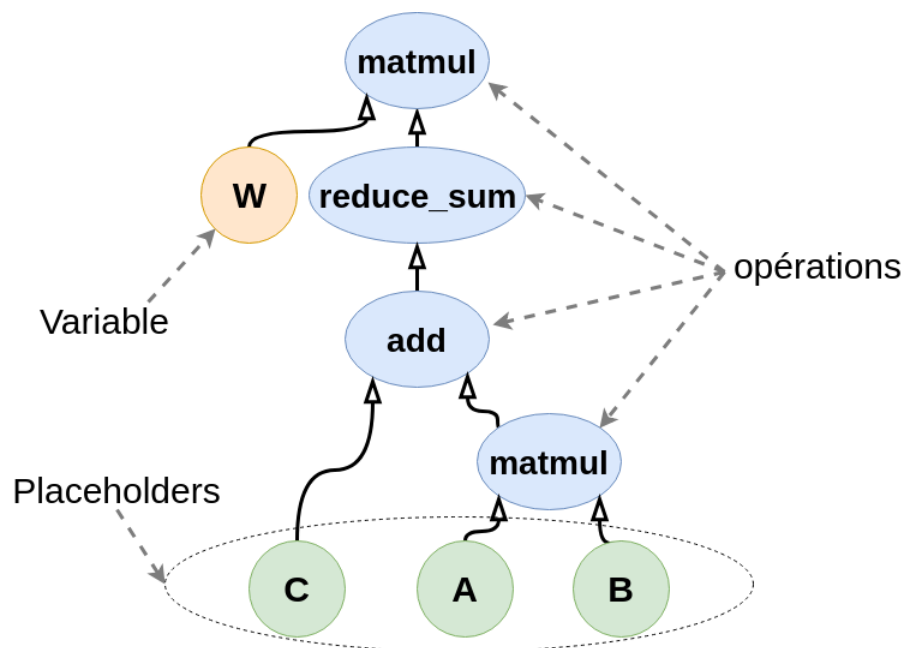 matmul
W
reduce_sum
opérations
Variable
add
matmul
Placeholders
C
A
B